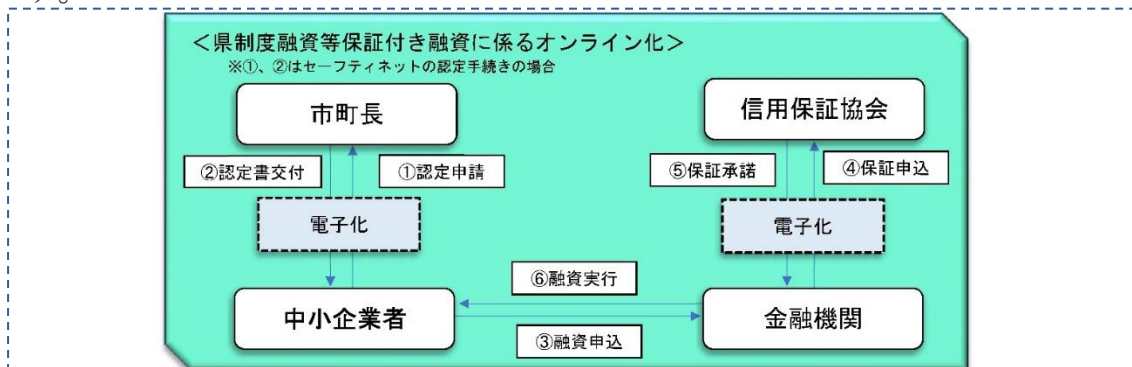 ＜県制度融資等保証付き融資に係るオンライン化＞
※①、②はセーフティネットの認定手続きの場合
市町長
信用保証協会
②認定書交付
①認定申請
⑤保証承諾
④保証申込
電子化
電子化
⑥融資実行
中小企業者
金融機関
③融資申込